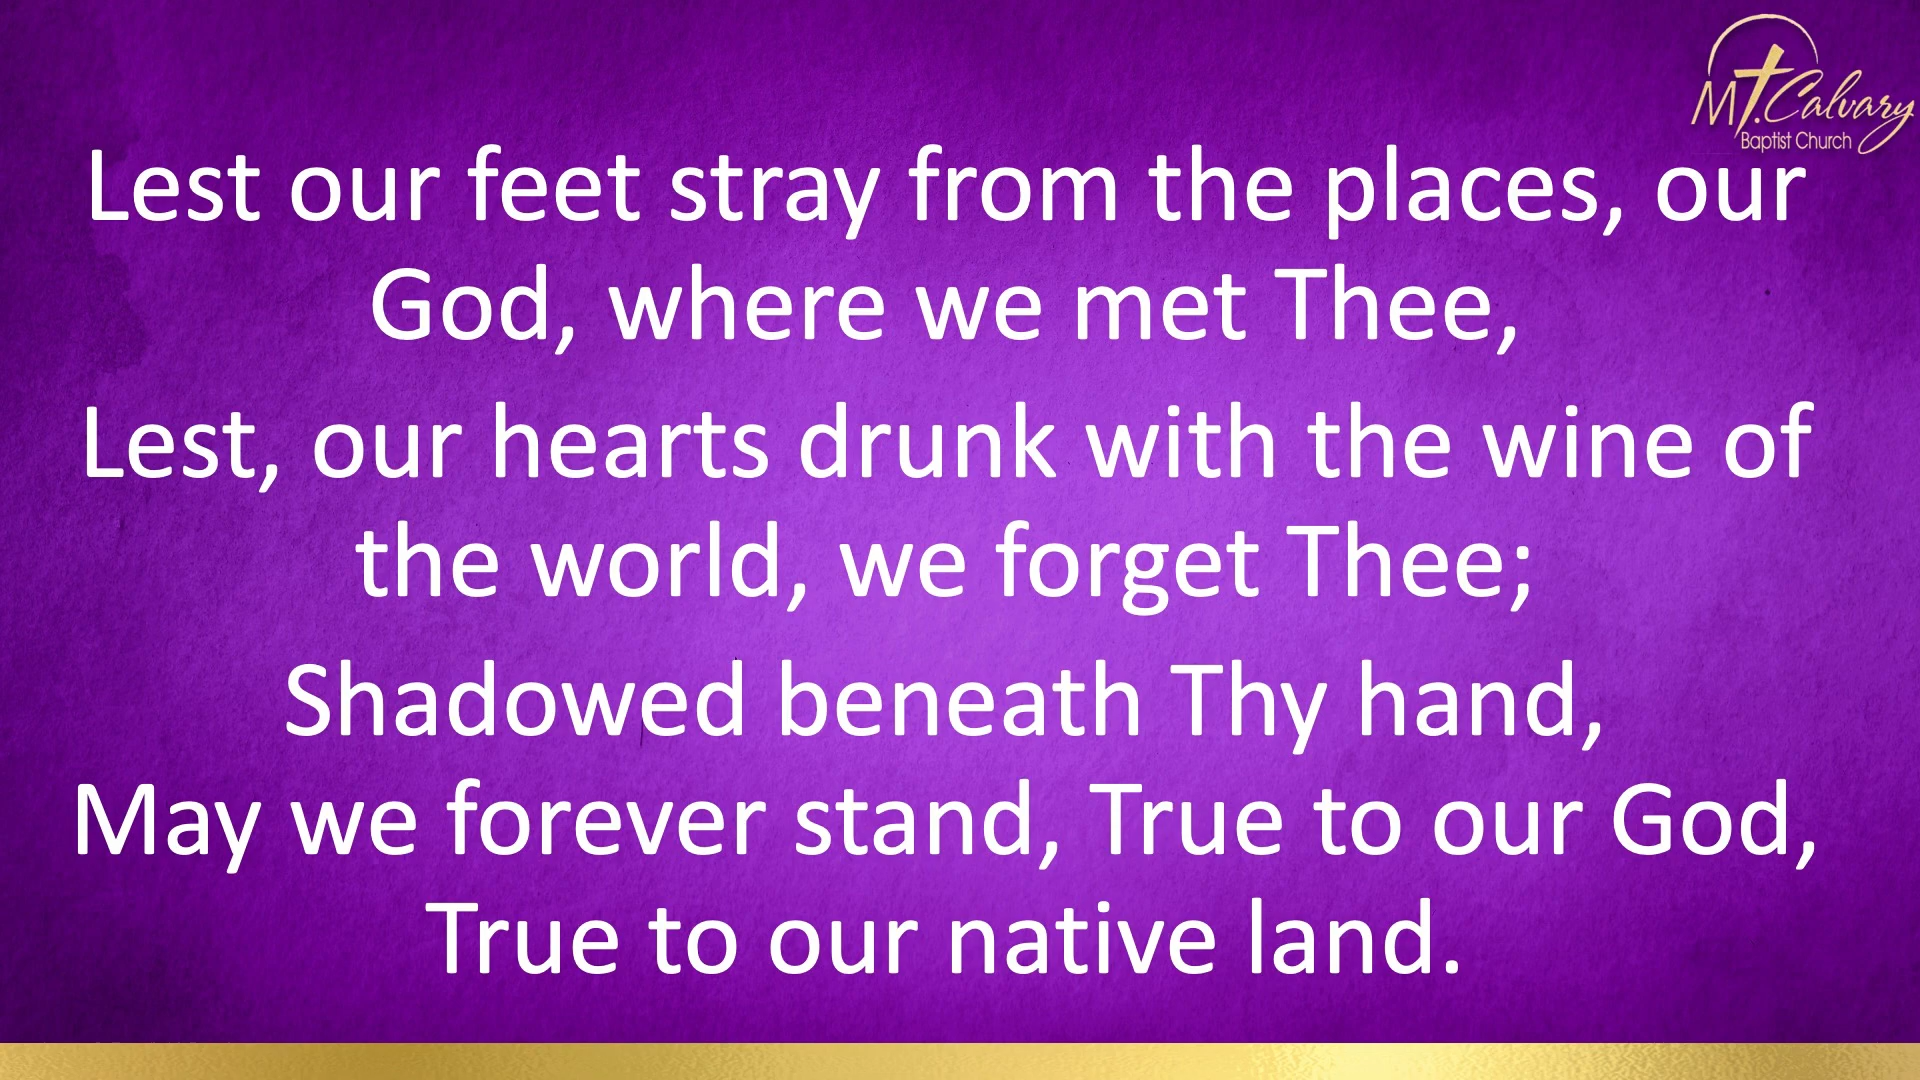 Mt. Calvary
Baptist Church
Lest our feet stray from the places, our
God, where we met Thee,
Lest, our hearts drunk with the wine of
the world, we forget Thee;
Shadowed beneath Thy hand,
May we forever stand, True to our God,
True to our native land.